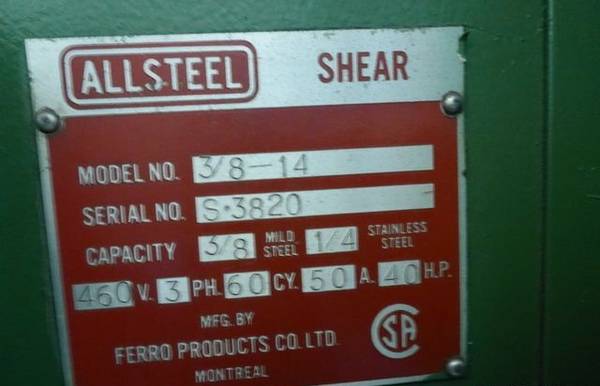 ALLSTEEL SHEAR
MODEL NO. 3/8-14
SERIAL NO. S·3820
CAPACITY 3/8 MILD STEEL 1/4 STAINLESS STEEL
460 V. 3 PH. 60 CY. 50 A. 40 H.P.
MFG. BY
FERRO PRODUCTS CO. LTD.
MONTREAL
CSA